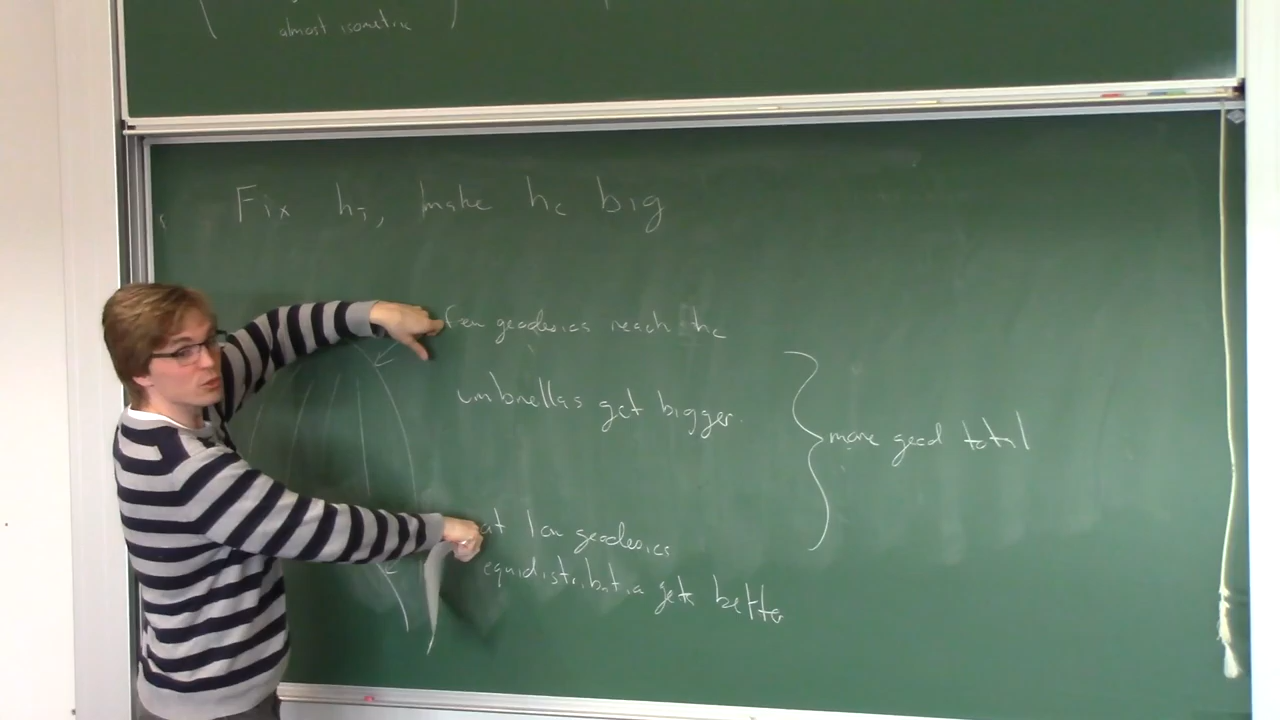 almost isometric
Fix h_T, make h_c big
few geodesics reach h_c
umbrellas get bigger.
more good total
at low geodesics
equidistribution gets better